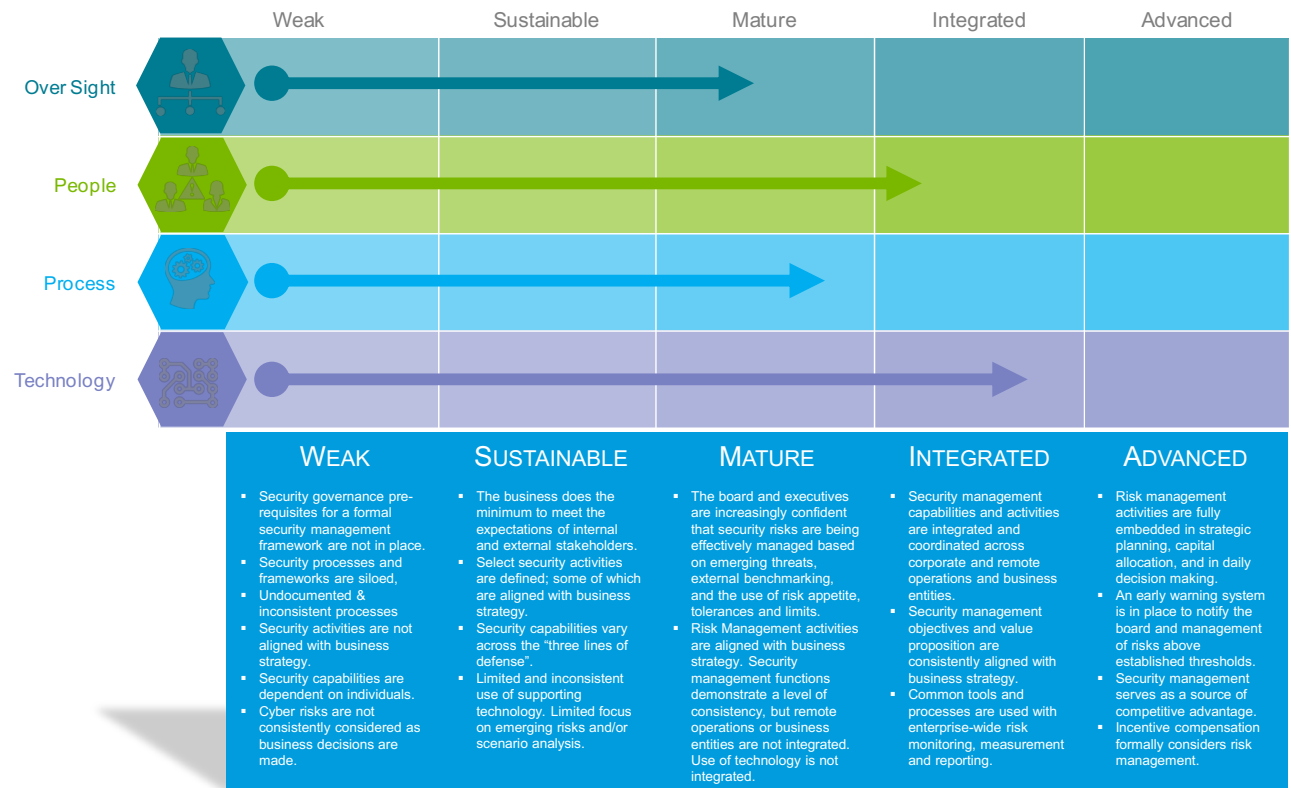 Weak Sustainable Mature Integrated Advanced
Over Sight
People
Process
Technology
WEAK
▪ Security governance pre-
requisites for a formal
security management
framework are not in place.
▪ Security processes and
frameworks are siloed,
▪ Undocumented &
inconsistent processes
▪ Security activities are not
aligned with business
strategy.
▪ Security capabilities are
dependent on individuals.
▪ Cyber risks are not
consistently considered as
business decisions are
made.
SUSTAINABLE
▪ The business does the
minimum to meet the
expectations of internal
and external stakeholders.
▪ Select security activities
are defined; some of which
are aligned with business
strategy.
▪ Security capabilities vary
across the “three lines of
defense”.
▪ Limited and inconsistent
use of supporting
technology. Limited focus
on emerging risks and/or
scenario analysis.
MATURE
▪ The board and executives
are increasingly confident
that security risks are being
effectively managed based
on emerging threats,
external benchmarking,
and the use of risk appetite,
tolerances and limits.
▪ Risk Management activities
are aligned with business
strategy. Security
management functions
demonstrate a level of
consistency, but remote
operations or business
entities are not integrated.
Use of technology is not
integrated.
INTEGRATED
▪ Security management
capabilities and activities
are integrated and
coordinated across
corporate and remote
operations and business
entities.
▪ Security management
objectives and value
proposition are
consistently aligned with
business strategy.
▪ Common tools and
processes are used with
enterprise-wide risk
monitoring, measurement
and reporting.
ADVANCED
▪ Risk management
activities are fully
embedded in strategic
planning, capital
allocation, and in daily
decision making.
▪ An early warning system
is in place to notify the
board and management
of risks above
established thresholds.
▪ Security management
serves as a source of
competitive advantage.
▪ Incentive compensation
formally considers risk
management.